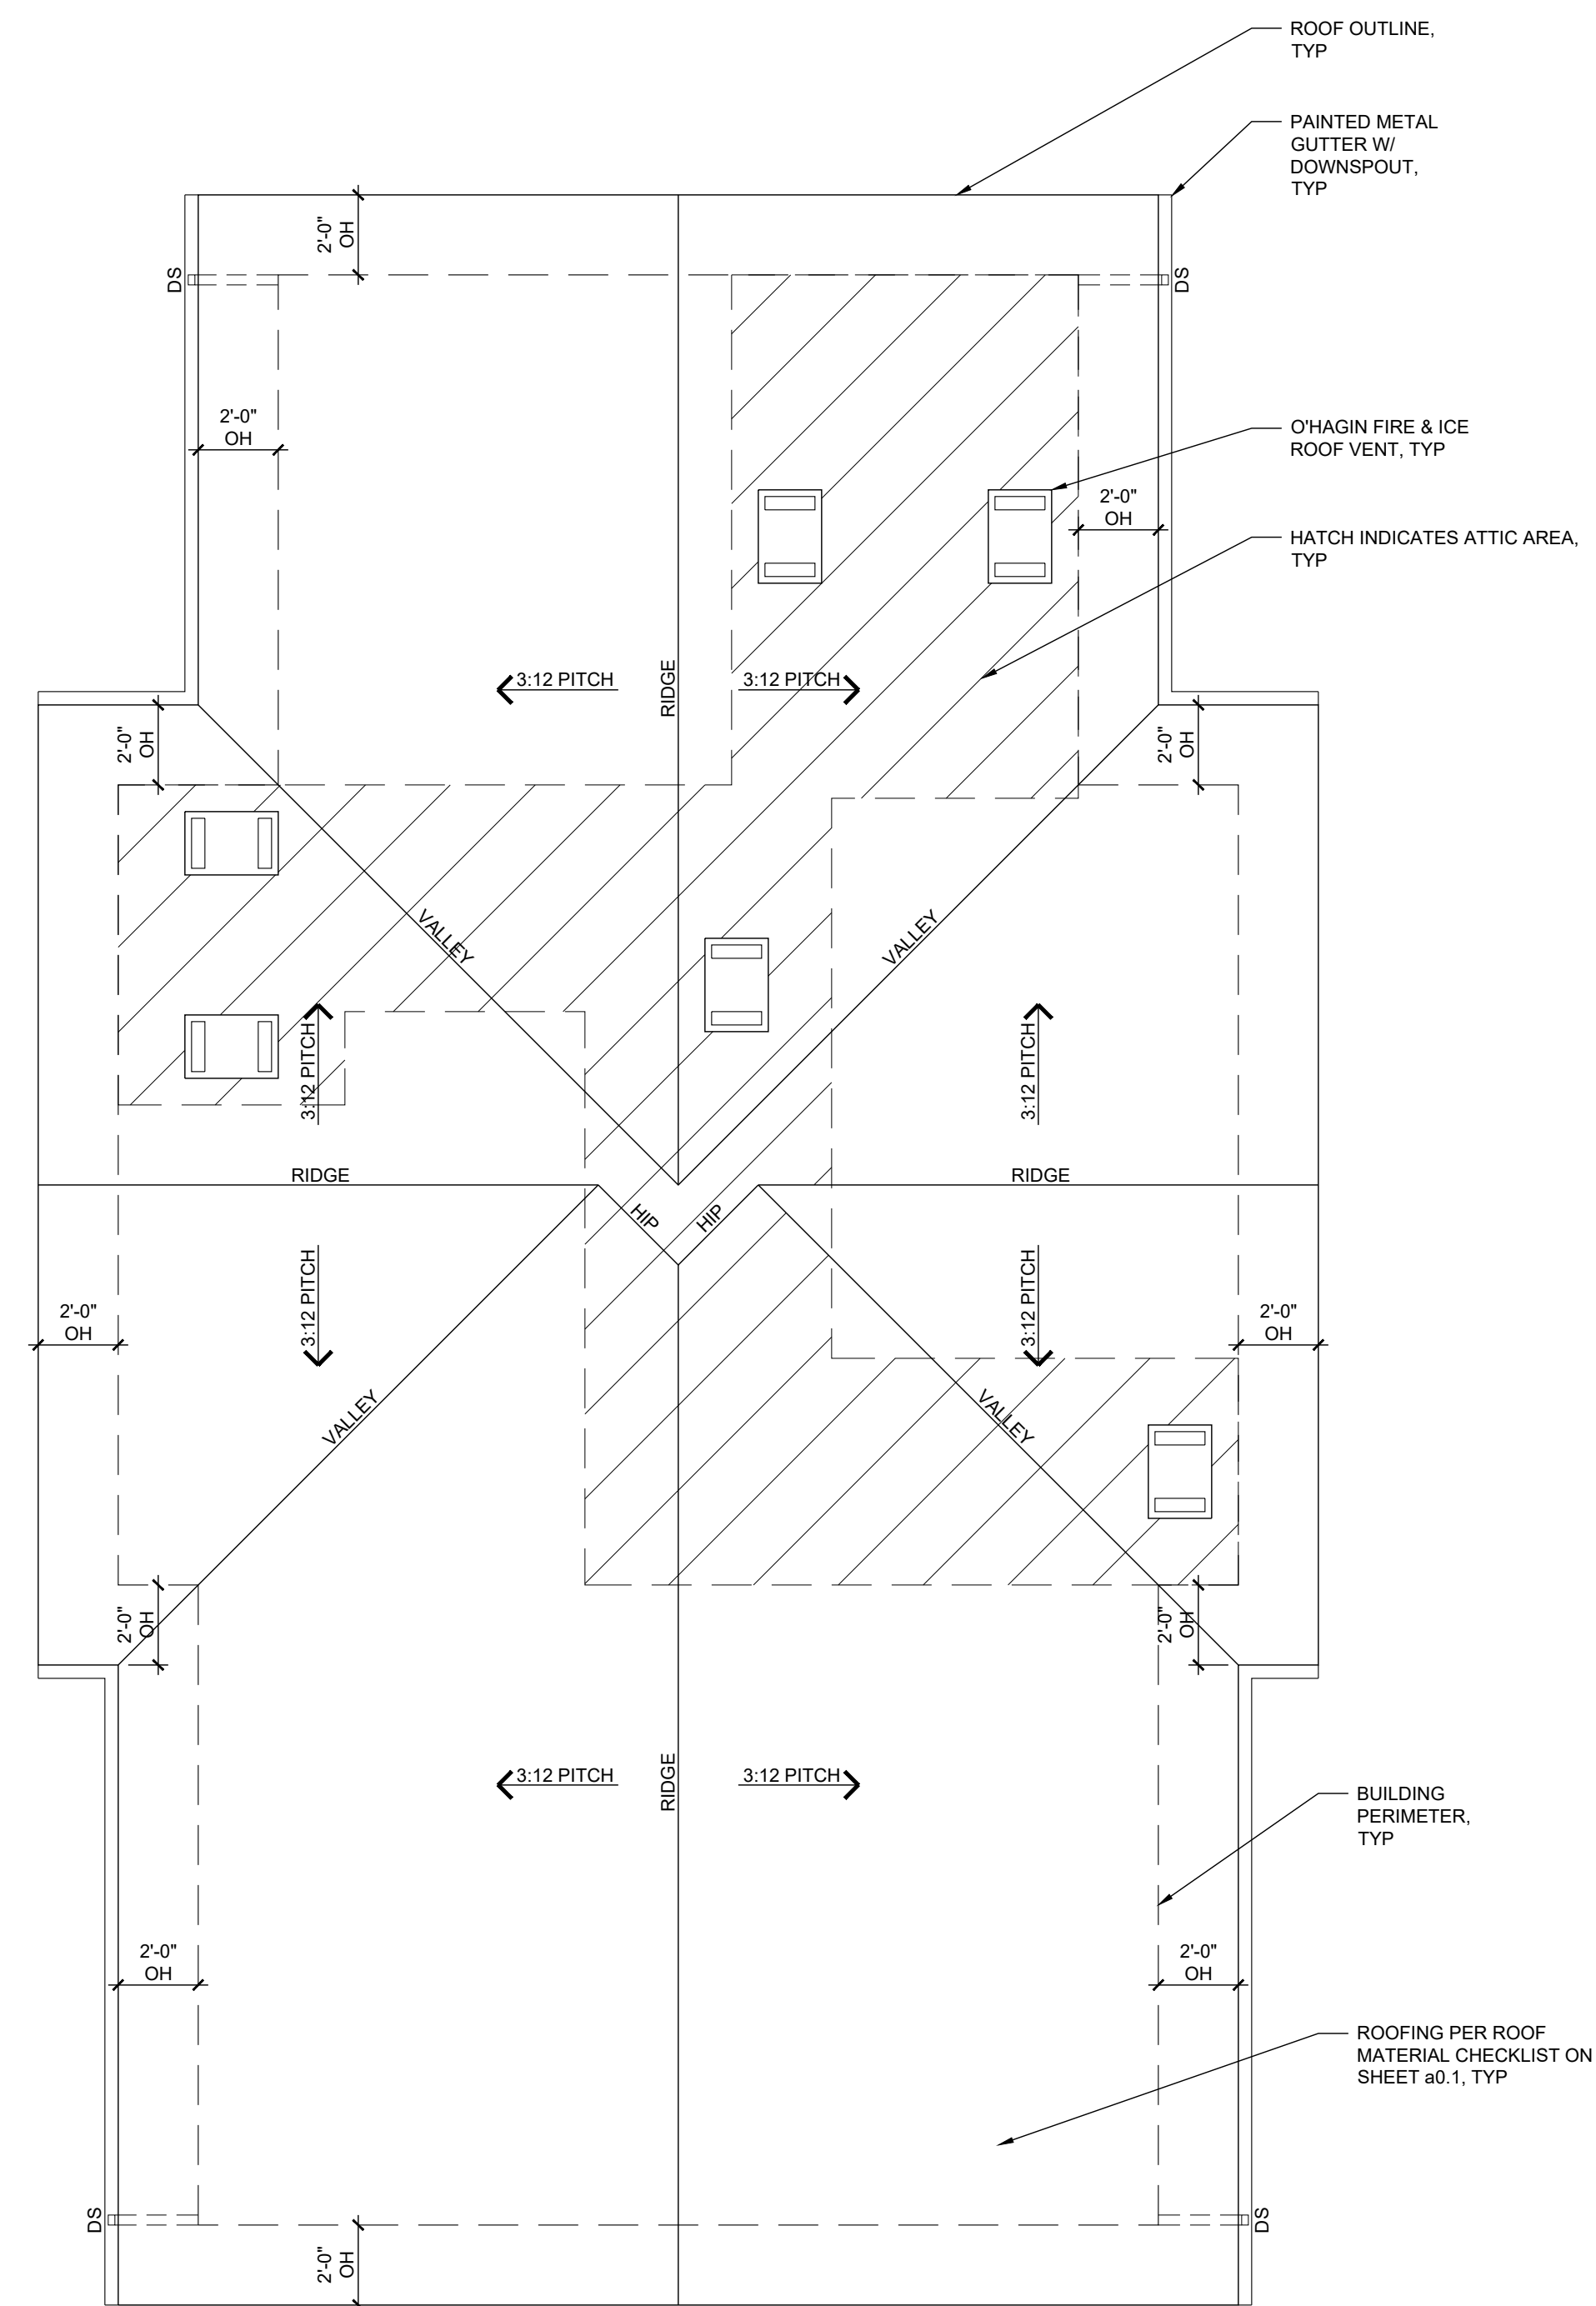 ROOF OUTLINE,
TYP
PAINTED METAL
GUTTER W/
DOWNSPOUT,
TYP
2'-0"
OH
DS
DS
2'-0"
OH
O'HAGIN FIRE & ICE
ROOF VENT, TYP
2'-0"
OH
HATCH INDICATES ATTIC AREA,
TYP
3:12 PITCH
RIDGE
3:12 PITCH
2'-0"
OH
2'-0"
OH
VALLEY
VALLEY
3:12 PITCH
3:12 PITCH
RIDGE
RIDGE
HIP
HIP
3:12 PITCH
3:12 PITCH
2'-0"
OH
2'-0"
OH
VALLEY
VALLEY
2'-0"
OH
2'-0"
OH
3:12 PITCH
RIDGE
3:12 PITCH
BUILDING
PERIMETER,
TYP
2'-0"
OH
2'-0"
OH
ROOFING PER ROOF
MATERIAL CHECKLIST ON
SHEET a0.1, TYP
DS
DS
2'-0"
OH